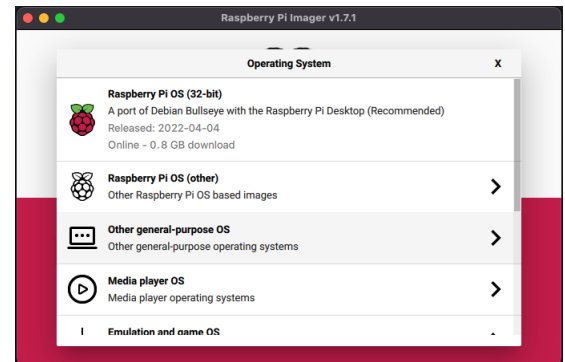 Raspberry Pi Imager v1.7.1
Operating System X
Raspberry Pi OS (32-bit)
A port of Debian Bullseye with the Raspberry Pi Desktop (Recommended)
Released: 2022-04-04
Online - 0.8 GB download
Raspberry Pi OS (other)
Other Raspberry Pi OS based images
Other general-purpose OS
Other general-purpose operating systems
Media player OS
Media player operating systems
Emulation and game OS